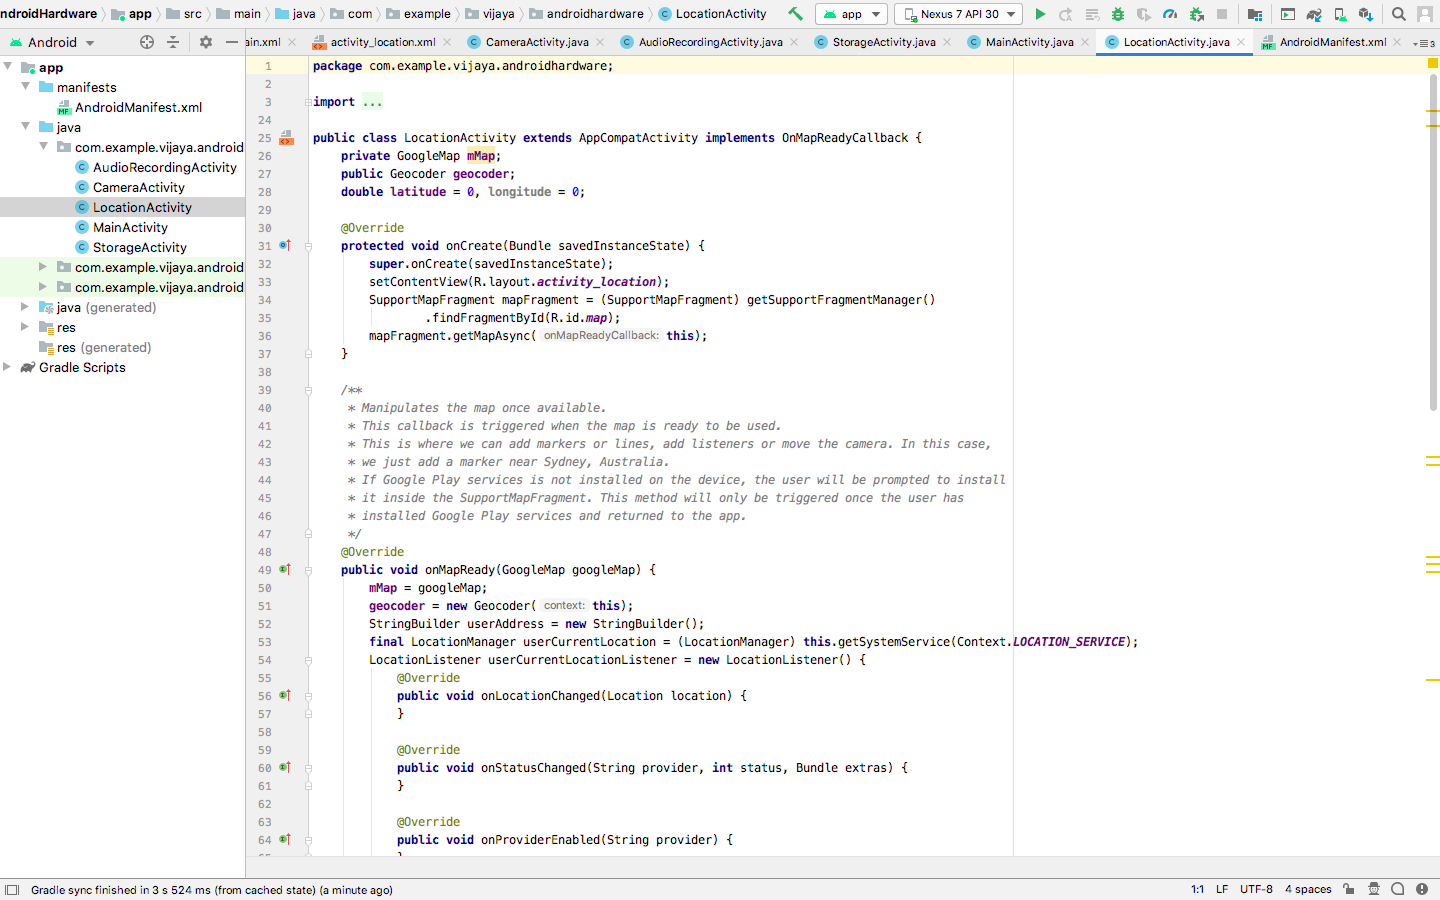 ndroidHardware app src main java com example vijaya androidhardware LocationActivity app Nexus 7 API 30
Android ain.xml activity_location.xml CameraActivity.java AudioRecordingActivity.java StorageActivity.java MainActivity.java LocationActivity.java AndroidManifest.xml 3
app
manifests
AndroidManifest.xml
java
com.example.vijaya.android
AudioRecordingActivity
CameraActivity
LocationActivity
MainActivity
StorageActivity
com.example.vijaya.android
com.example.vijaya.android
java (generated)
res
res (generated)
Gradle Scripts
1 package com.example.vijaya.androidhardware;
2
3 import ...
24
25 public class LocationActivity extends AppCompatActivity implements OnMapReadyCallback {
26 private GoogleMap mMap;
27 public Geocoder geocoder;
28 double latitude = 0, longitude = 0;
29
30 @Override
31 protected void onCreate(Bundle savedInstanceState) {
32 super.onCreate(savedInstanceState);
33 setContentView(R.layout.activity_location);
34 SupportMapFragment mapFragment = (SupportMapFragment) getSupportFragmentManager()
35 .findFragmentById(R.id.map);
36 mapFragment.getMapAsync( onMapReadyCallback: this);
37 }
38
39 /**
40 * Manipulates the map once available.
41 * This callback is triggered when the map is ready to be used.
42 * This is where we can add markers or lines, add listeners or move the camera. In this case,
43 * we just add a marker near Sydney, Australia.
44 * If Google Play services is not installed on the device, the user will be prompted to install
45 * it inside the SupportMapFragment. This method will only be triggered once the user has
46 * installed Google Play services and returned to the app.
47 */
48 @Override
49 public void onMapReady(GoogleMap googleMap) {
50 mMap = googleMap;
51 geocoder = new Geocoder( context: this);
52 StringBuilder userAddress = new StringBuilder();
53 final LocationManager userCurrentLocation = (LocationManager) this.getSystemService(Context.LOCATION_SERVICE);
54 LocationListener userCurrentLocationListener = new LocationListener() {
55 @Override
56 public void onLocationChanged(Location location) {
57 }
58
59 @Override
60 public void onStatusChanged(String provider, int status, Bundle extras) {
61 }
62
63 @Override
64 public void onProviderEnabled(String provider) {
Gradle sync finished in 3 s 524 ms (from cached state) (a minute ago) 1:1 LF UTF-8 4 spaces